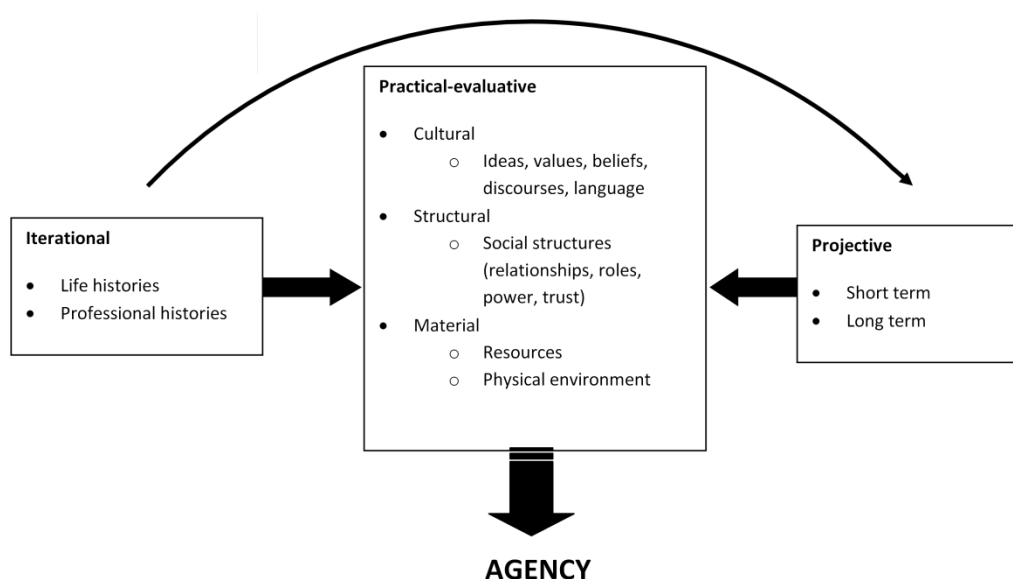 Practical-evaluative
• Cultural
o Ideas, values, beliefs,
discourses, language
• Structural
o Social structures
(relationships, roles,
power, trust)
• Material
o Resources
o Physical environment
Iterational
• Life histories
• Professional histories
Projective
• Short term
• Long term
AGENCY